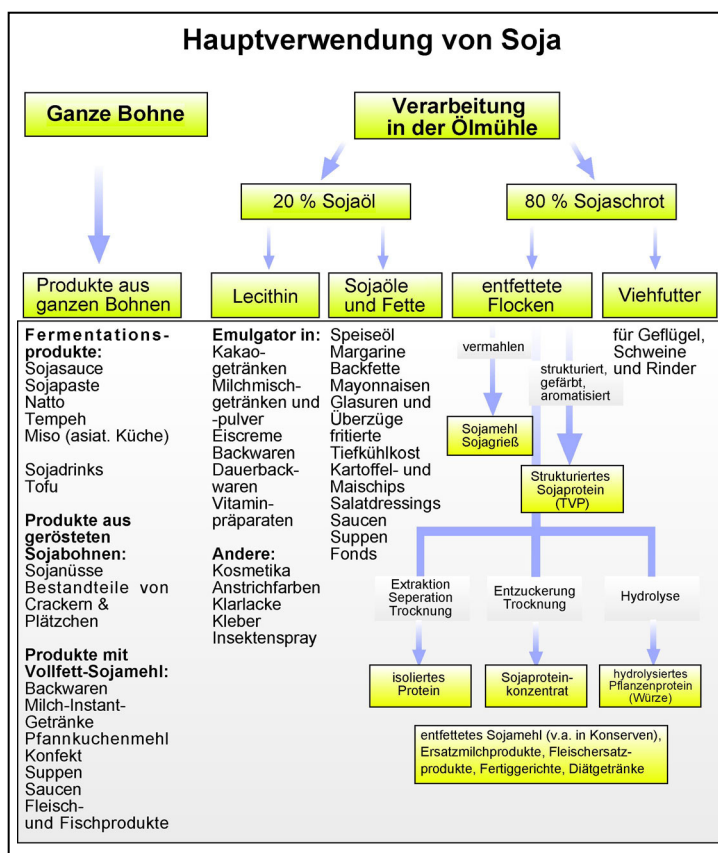 Hauptverwendung von Soja
Ganze Bohne
Verarbeitung
in der Ölmühle
20 % Sojaöl
80 % Sojaschrot
Produkte aus
ganzen Bohnen
Lecithin
Sojaöle
und Fette
entfettete
Flocken
Viehfutter
Fermentations-
produkte:
Sojasauce
Sojapaste
Natto
Tempeh
Miso (asiat. Küche)
Sojadrinks
Tofu
Produkte aus
gerösteten
Sojabohnen:
Sojanüsse
Bestandteile von
Crackern &
Plätzchen
Produkte mit
Vollfett-Sojamehl:
Backwaren
Milch-Instant-
Getränke
Pfannkuchenmehl
Konfekt
Suppen
Saucen
Fleisch-
und Fischprodukte
Emulgator in:
Kakao-
getränken
Milchmisch-
getränken und
-pulver
Eiscreme
Backwaren
Dauerback-
waren
Vitamin-
präparaten
Andere:
Kosmetika
Anstrichfarben
Klarlacke
Kleber
Insektenspray
Speiseöl
Margarine
Backfette
Mayonnaisen
Glasuren und
Überzüge
fritierte
Tiefkühlkost
Kartoffel- und
Maischips
Salatdressings
Saucen
Suppen
Fonds
vermahlen
strukturiert,
gefärbt,
aromatisiert
für Geflügel,
Schweine
und Rinder
Sojamehl
Sojagrieß
Strukturiertes
Sojaprotein
(TVP)
Extraktion
Seperation
Trocknung
Entzuckerung
Trocknung
Hydrolyse
isoliertes
Protein
Sojaprotein-
konzentrat
hydrolysiertes
Pflanzenprotein
(Würze)
entfettetes Sojamehl (v.a. in Konserven),
Ersatzmilchprodukte, Fleischersatz-
produkte, Fertiggerichte, Diätgetränke